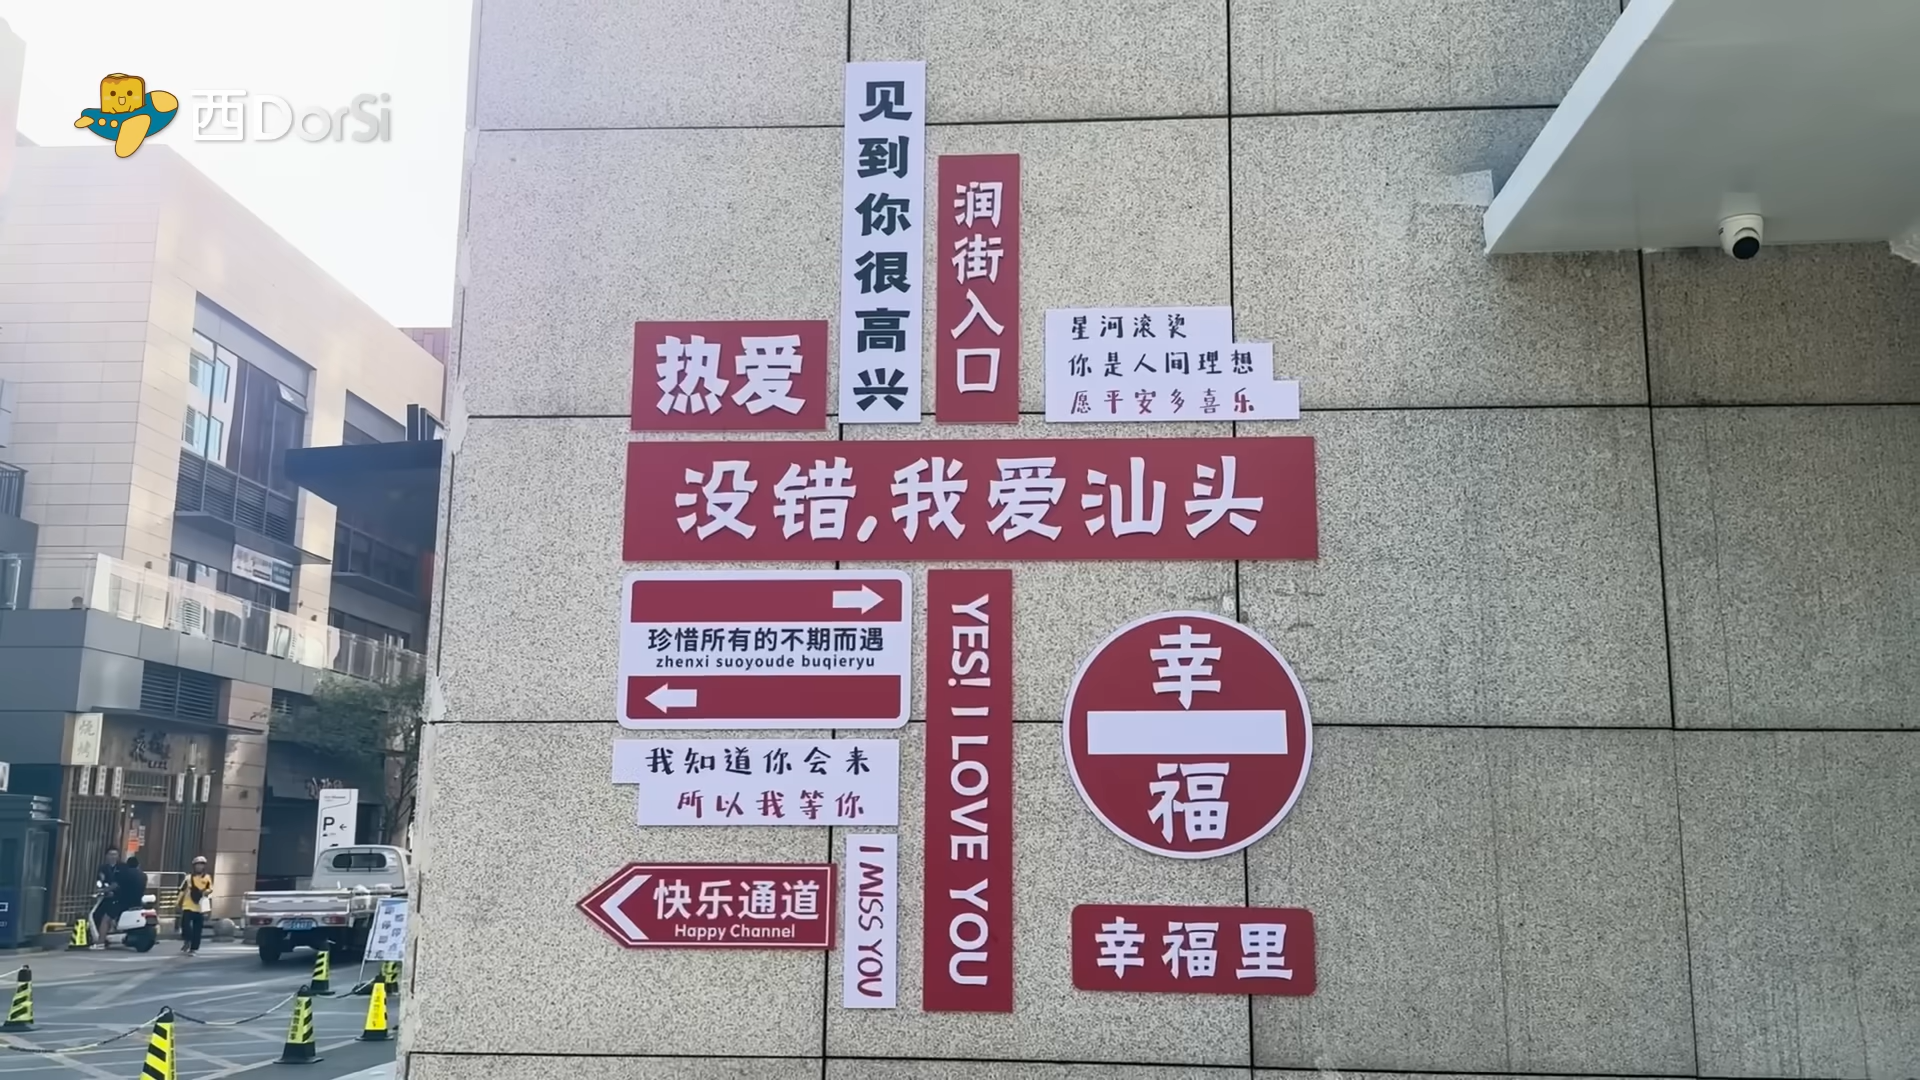 西DorSi
见到你很高兴
润街入口
热爱
星河滚烫
你是人间理想
愿平安多喜乐
没错,我爱汕头
珍惜所有的不期而遇
zhenxi suoyoude buqieryu
YES! I LOVE YOU
幸
福
我知道你会来
所以我等你
I MISS YOU
快乐通道
Happy Channel
幸福里
P